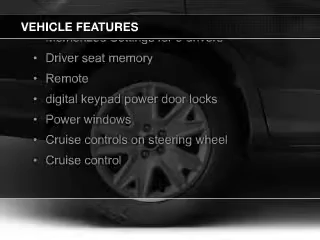 VEHICLE FEATURES
• Driver seat memory
• Remote
• digital keypad power door locks
• Power windows
• Cruise controls on steering wheel
• Cruise control